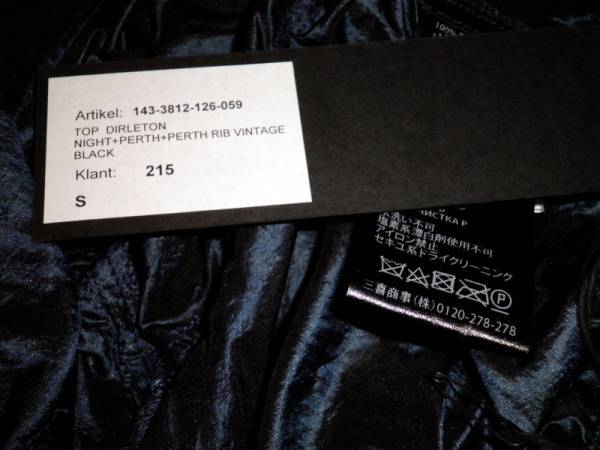 100%
Artikel: 143-3812-126-059
TOP DIRLETON
NIGHT+PERTH+PERTH RIB VINTAGE
BLACK
Klant: 215
S
ЧИСТКА P
水洗い不可
塩素系漂白剤使用不可
アイロン禁止
セキユ系ドライクリーニング
三喜商事(株)0120-278-278